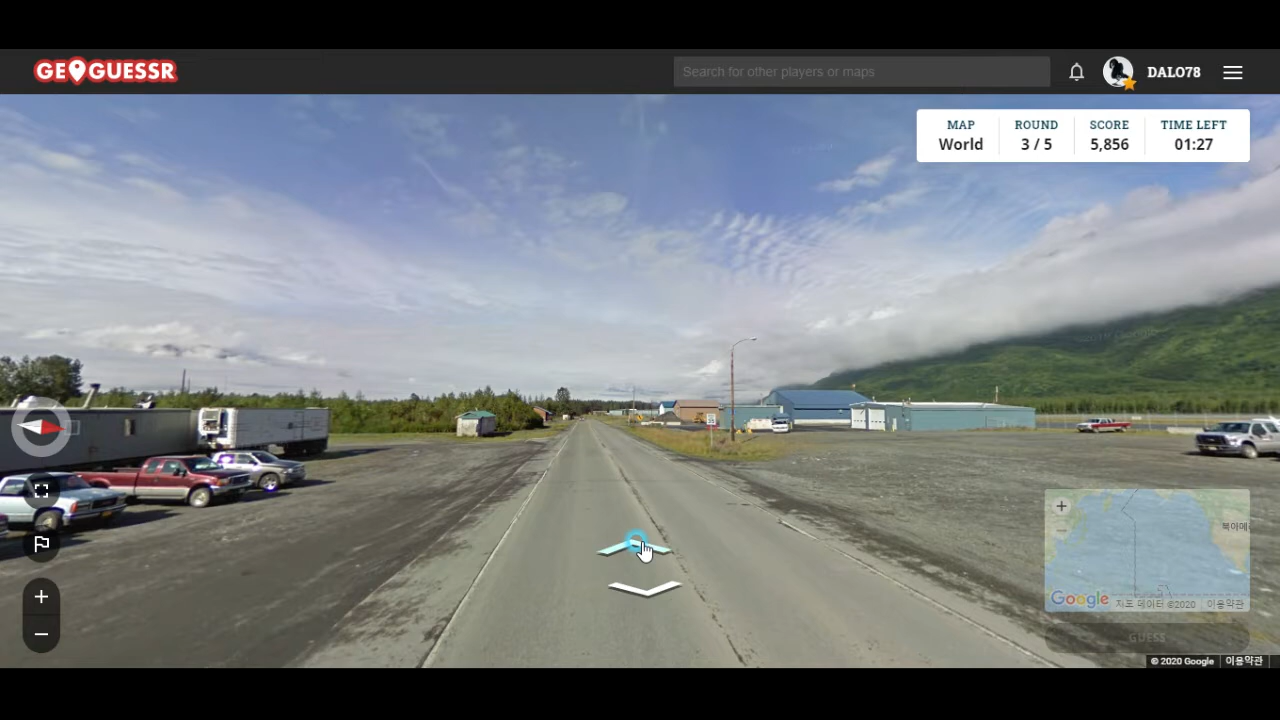 GEOGUESSR
Search for other players or maps
DALO78
MAP
World
ROUND
3 / 5
SCORE
5,856
TIME LEFT
01:27
+
−
북아메
Google
지도 데이터 ©2020
이용약관
GUESS
© 2020 Google
이용약관